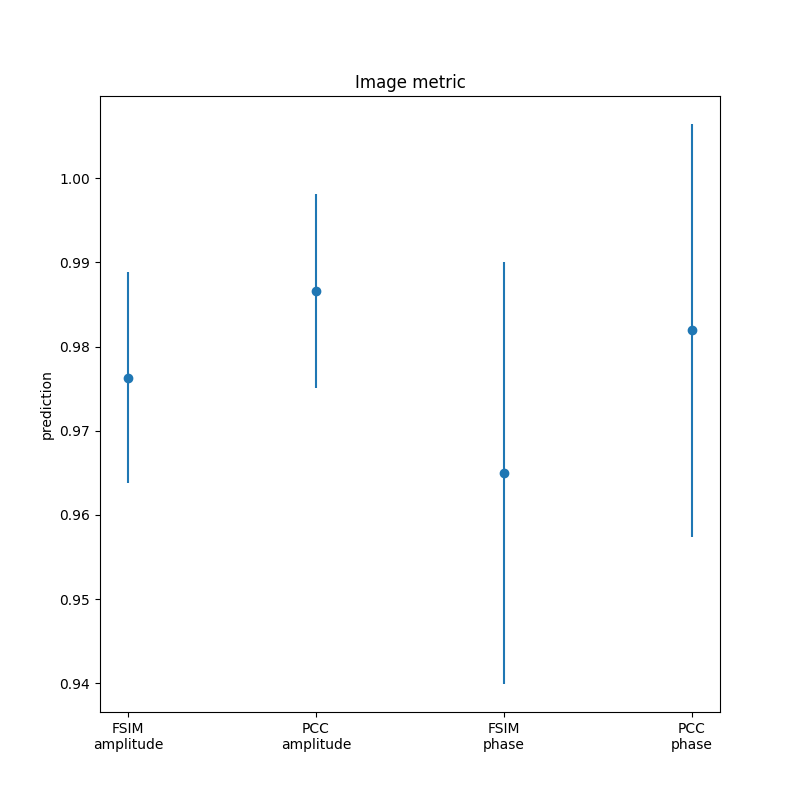 Image metric
1.00
0.99
0.98
0.97
0.96
0.95
0.94
prediction
FSIM
amplitude
PCC
amplitude
FSIM
phase
PCC
phase